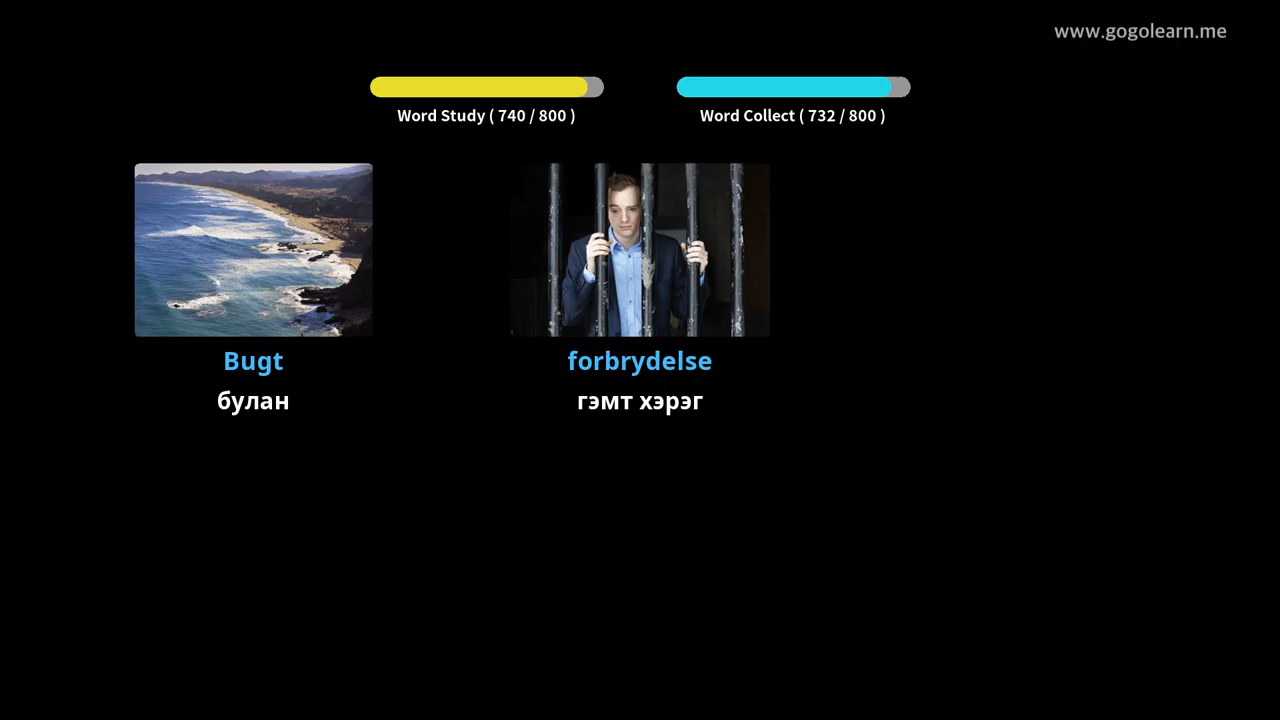 www.gogolearn.me
Word Study ( 740 / 800 )
Word Collect ( 732 / 800 )
Bugt
forbrydelse
булан
гэмт хэрэг